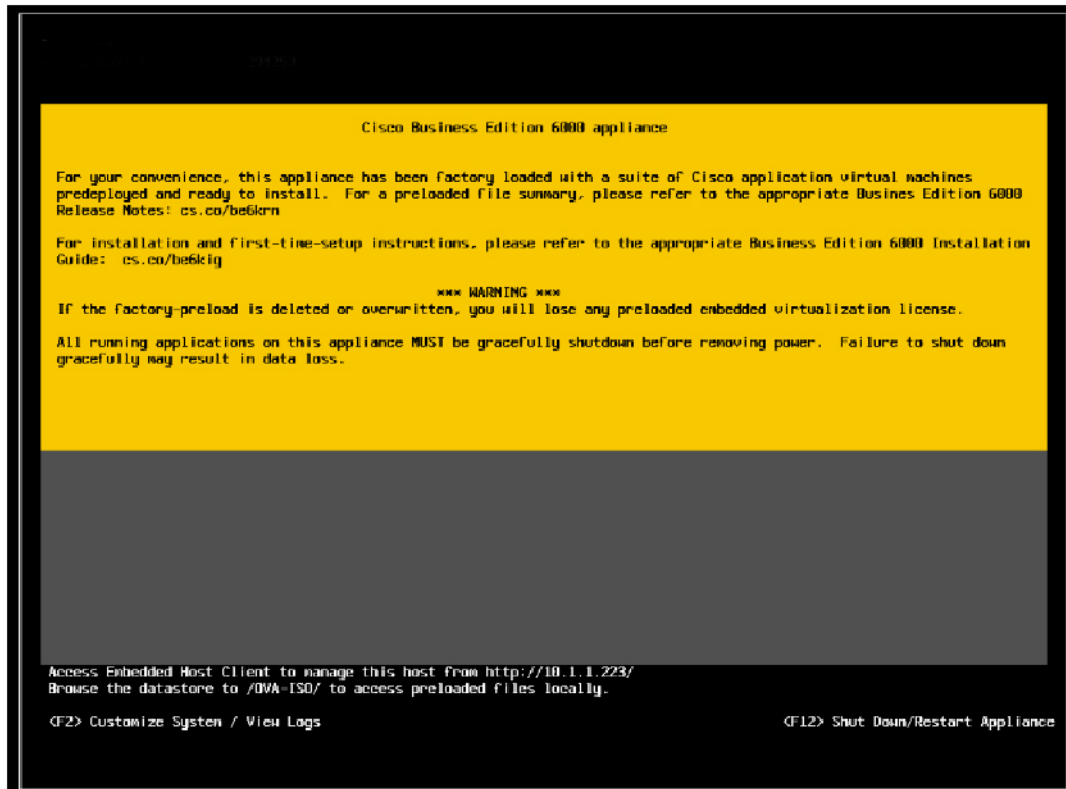 Cisco Business Edition 6000 appliance
For your convenience, this appliance has been factory loaded with a suite of Cisco application virtual machines
predeployed and ready to install. For a preloaded file summary, please refer to the appropriate Busines Edition 6000
Release Notes: cs.co/be6krn
For installation and first-time-setup instructions, please refer to the appropriate Business Edition 6000 Installation
Guide: cs.co/be6kig
*** WARNING ***
If the factory-preload is deleted or overwritten, you will lose any preloaded embedded virtualization license.
All running applications on this appliance MUST be gracefully shutdown before removing power. Failure to shut down
gracefully may result in data loss.
Access Embedded Host Client to manage this host from http://10.1.1.223/
Browse the datastore to /OVA-ISO/ to access preloaded files locally.
<F2> Customize System / View Logs
<F12> Shut Down/Restart Appliance